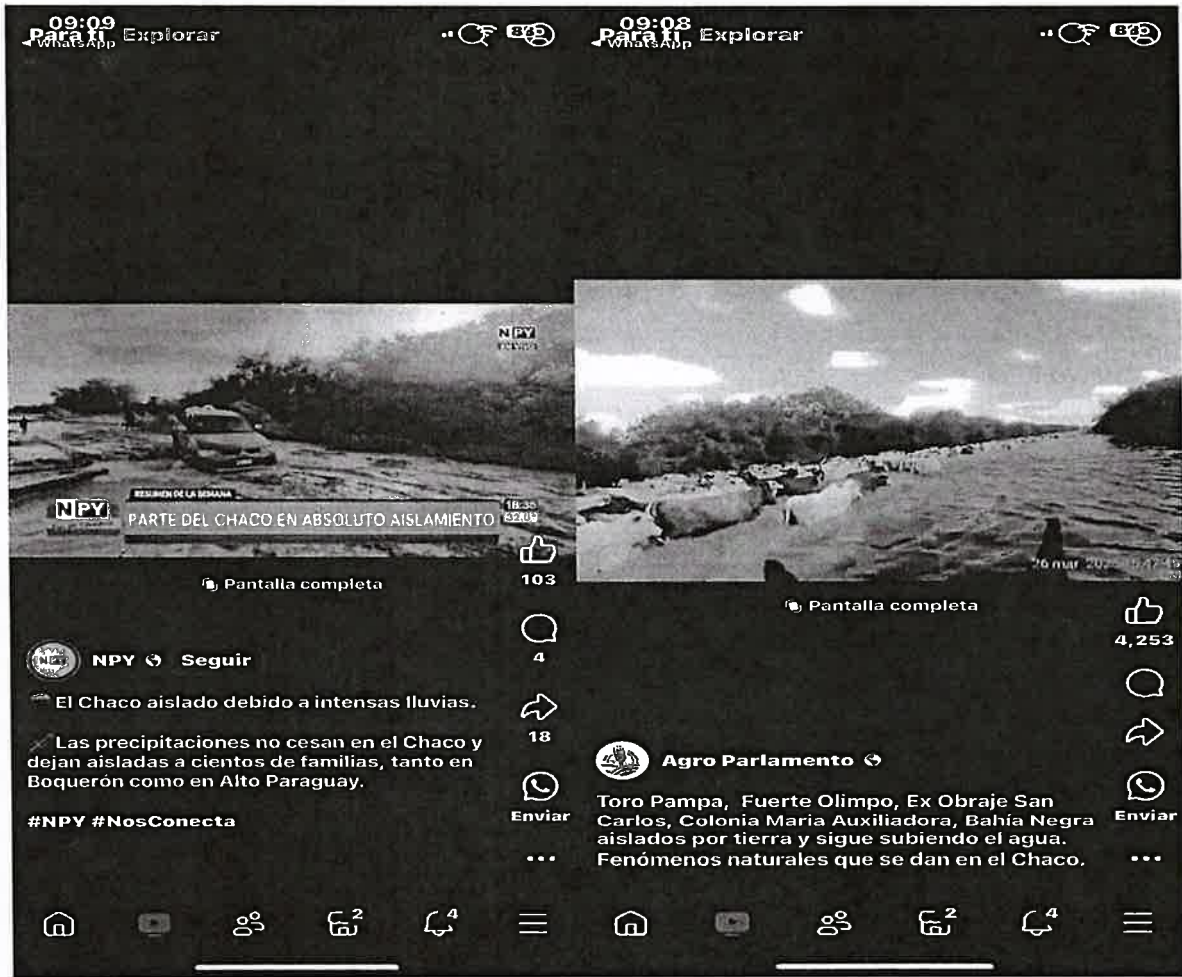 09:09
Para ti Explorar
WhatsApp
NPY
EN VIVO
RESUMEN DE LA SEMANA
NPY
PARTE DEL CHACO EN ABSOLUTO AISLAMIENTO
18:35
Pantalla completa
103
4
NPY Seguir
El Chaco aislado debido a intensas lluvias.
18
Las precipitaciones no cesan en el Chaco y
dejan aisladas a cientos de familias, tanto en
Boquerón como en Alto Paraguay.
#NPY #NosConecta
Enviar
2
4
09:08
Para ti Explorar
WhatsApp
26 mar.
Pantalla completa
4,253
Agro Parlamento
Toro Pampa, Fuerte Olimpo, Ex Obraje San
Carlos, Colonia Maria Auxiliadora, Bahía Negra
aislados por tierra y sigue subiendo el agua.
Fenómenos naturales que se dan en el Chaco.
Enviar
2
4